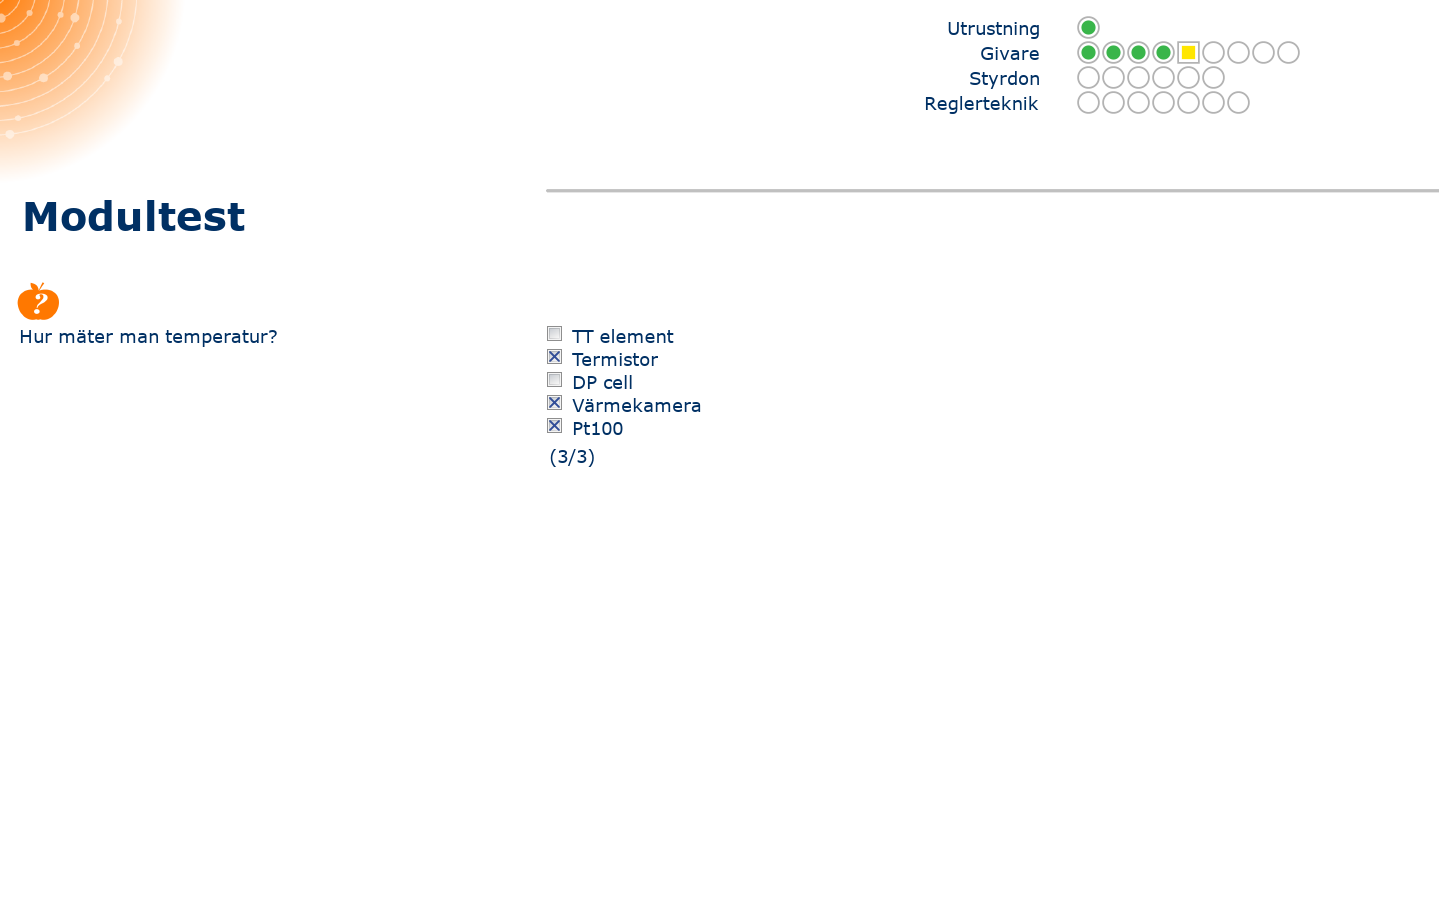 Utrustning
Givare
Styrdon
Reglerteknik
Modultest
?
Hur mäter man temperatur?
TT element
Termistor
DP cell
Värmekamera
Pt100
(3/3)